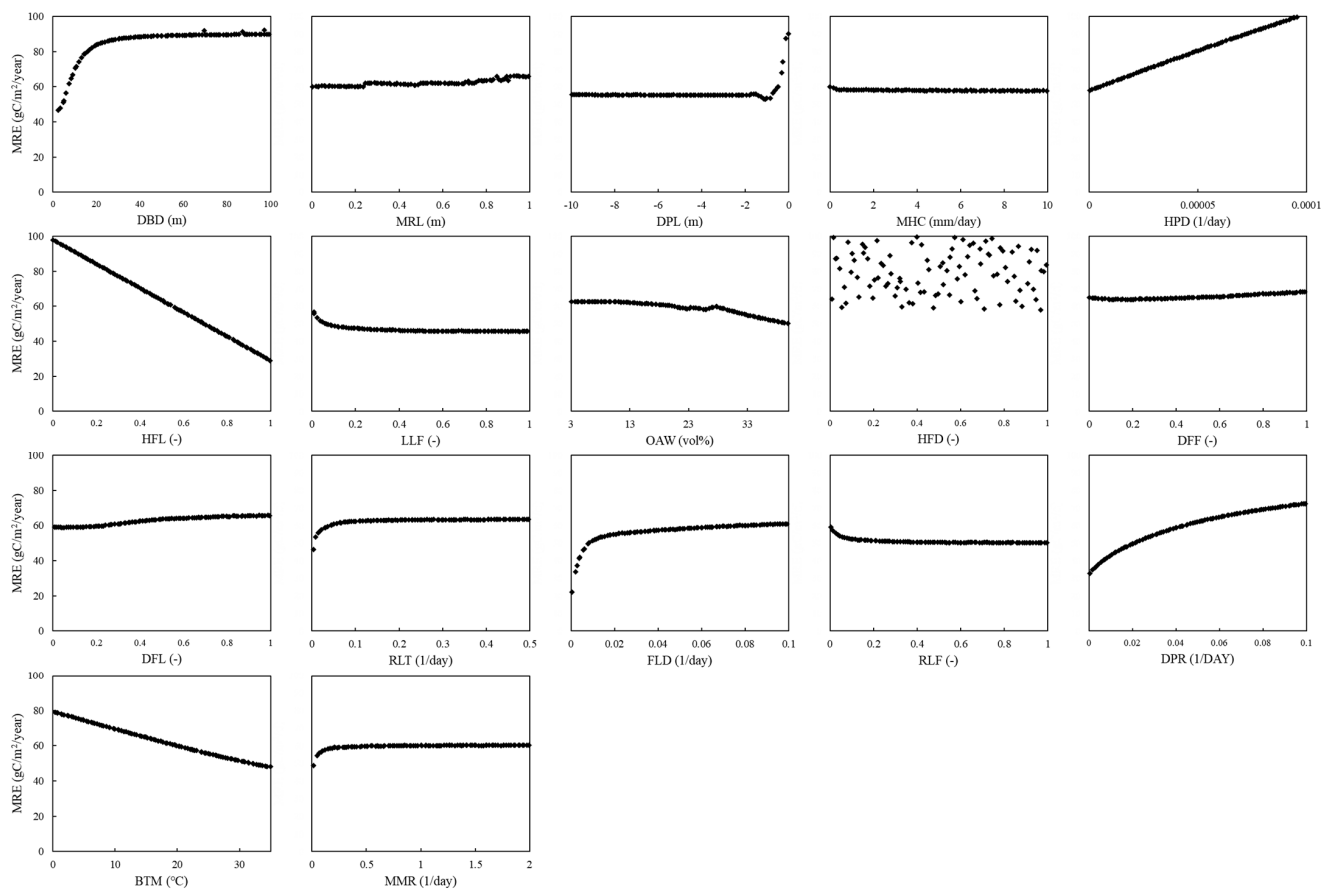 MRE (gC/m²/year)
100
80
60
40
20
0
0 20 40 60 80 100
DBD (m)
0 0.2 0.4 0.6 0.8 1
MRL (m)
-10 -8 -6 -4 -2 0
DPL (m)
0 2 4 6 8 10
MHC (mm/day)
0 0.00005 0.0001
HPD (1/day)
MRE (gC/m²/year)
100
80
60
40
20
0
0 0.2 0.4 0.6 0.8 1
HFL (-)
0 0.2 0.4 0.6 0.8 1
LLF (-)
3 13 23 33
OAW (vol%)
0 0.2 0.4 0.6 0.8 1
HFD (-)
0 0.2 0.4 0.6 0.8 1
DFF (-)
MRE (gC/m²/year)
100
80
60
40
20
0
0 0.2 0.4 0.6 0.8 1
DFL (-)
0 0.1 0.2 0.3 0.4 0.5
RLT (1/day)
0 0.02 0.04 0.06 0.08 0.1
FLD (1/day)
0 0.2 0.4 0.6 0.8 1
RLF (-)
0 0.02 0.04 0.06 0.08 0.1
DPR (1/DAY)
MRE (gC/m²/year)
100
80
60
40
20
0
0 10 20 30
BTM (°C)
0 0.5 1 1.5 2
MMR (1/day)